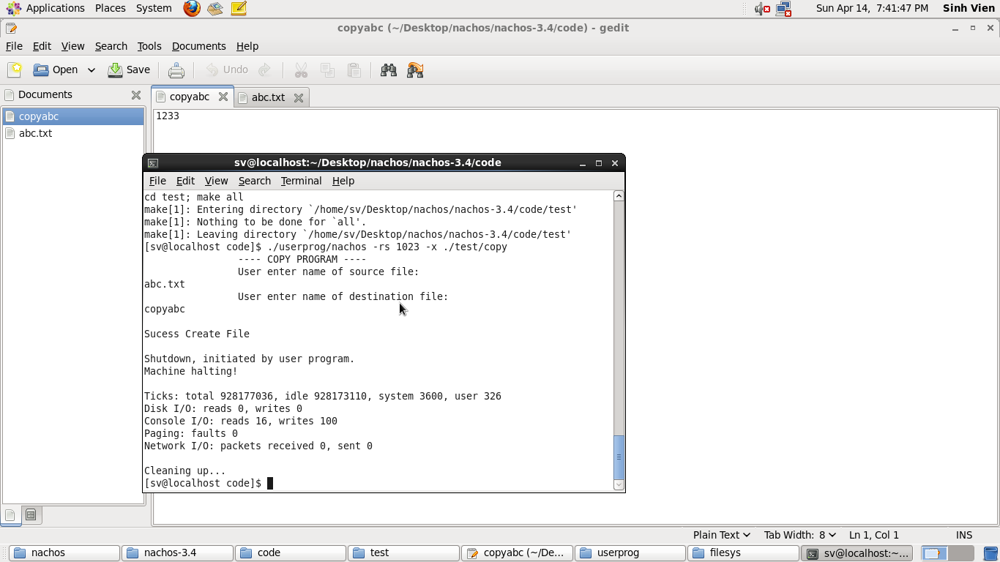 Applications Places System Sun Apr 14, 7:41:47 PM Sinh Vien
copyabc (~/Desktop/nachos/nachos-3.4/code) - gedit
File Edit View Search Tools Documents Help
Open Save Undo
Documents
copyabc
abc.txt
copyabc abc.txt
1233
sv@localhost:~/Desktop/nachos/nachos-3.4/code
File Edit View Search Terminal Help
cd test; make all
make[1]: Entering directory `/home/sv/Desktop/nachos/nachos-3.4/code/test'
make[1]: Nothing to be done for `all'.
make[1]: Leaving directory `/home/sv/Desktop/nachos/nachos-3.4/code/test'
[sv@localhost code]$ ./userprog/nachos -rs 1023 -x ./test/copy
---- COPY PROGRAM ----
User enter name of source file:
abc.txt
User enter name of destination file:
copyabc
Sucess Create File
Shutdown, initiated by user program.
Machine halting!
Ticks: total 928177036, idle 928173110, system 3600, user 326
Disk I/O: reads 0, writes 0
Console I/O: reads 16, writes 100
Paging: faults 0
Network I/O: packets received 0, sent 0
Cleaning up...
[sv@localhost code]$
Plain Text Tab Width: 8 Ln 1, Col 1 INS
nachos nachos-3.4 code test copyabc (~/De... userprog filesys sv@localhost:~...